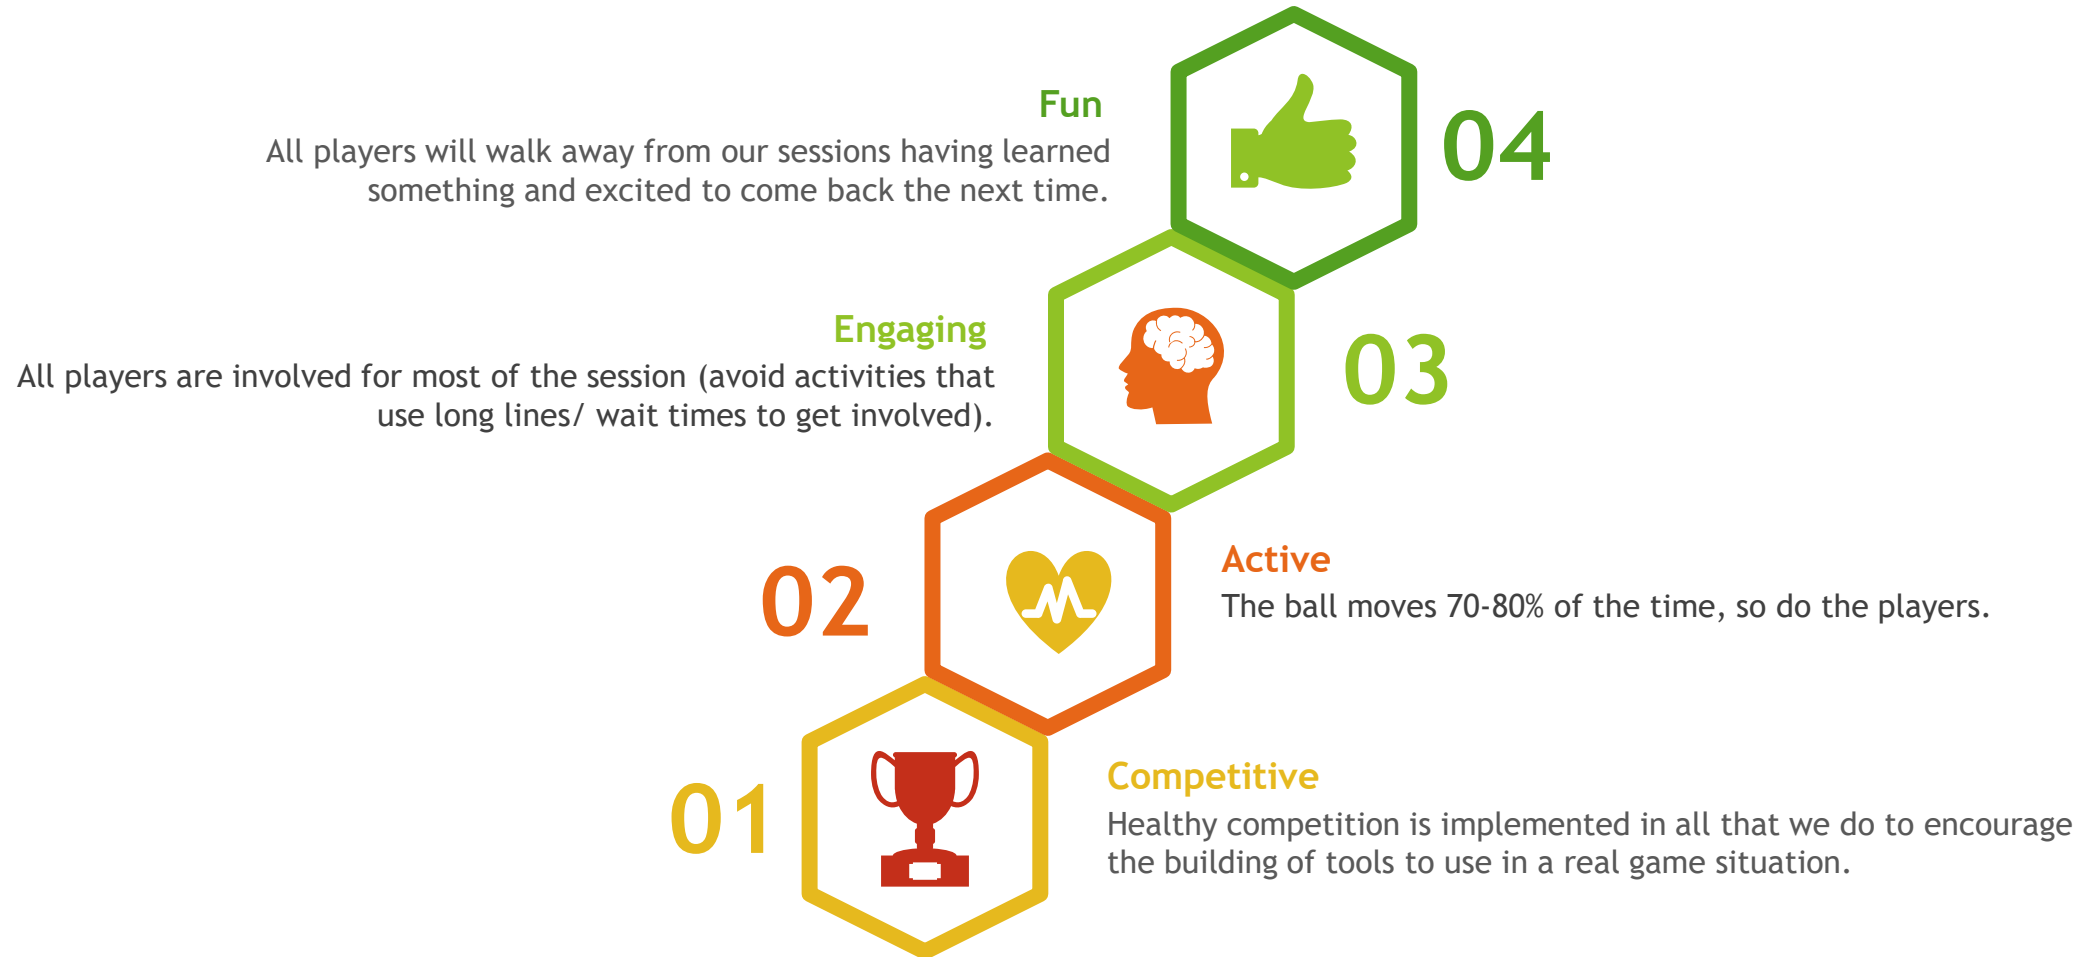 Fun
All players will walk away from our sessions having learned
something and excited to come back the next time.
04
Engaging
All players are involved for most of the session (avoid activities that
use long lines/ wait times to get involved).
03
02
Active
The ball moves 70-80% of the time, so do the players.
01
Competitive
Healthy competition is implemented in all that we do to encourage
the building of tools to use in a real game situation.